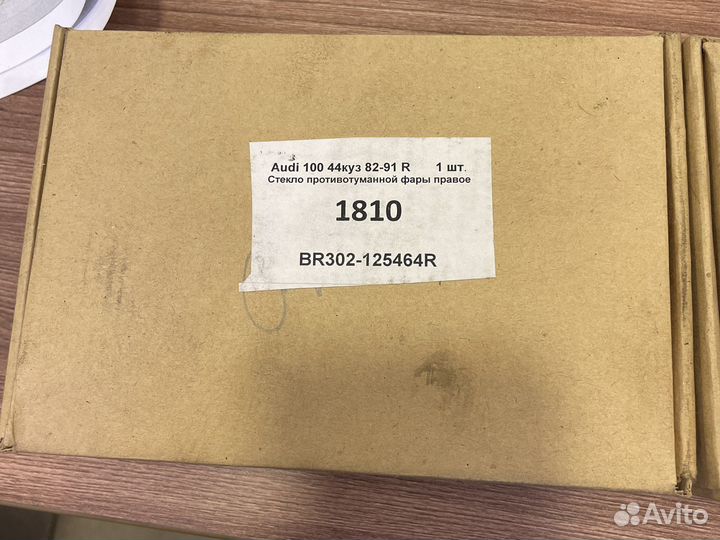 Audi 100 44куз 82-91 R 1 шт.
Стекло противотуманной фары правое
1810
BR302-125464R
Avito